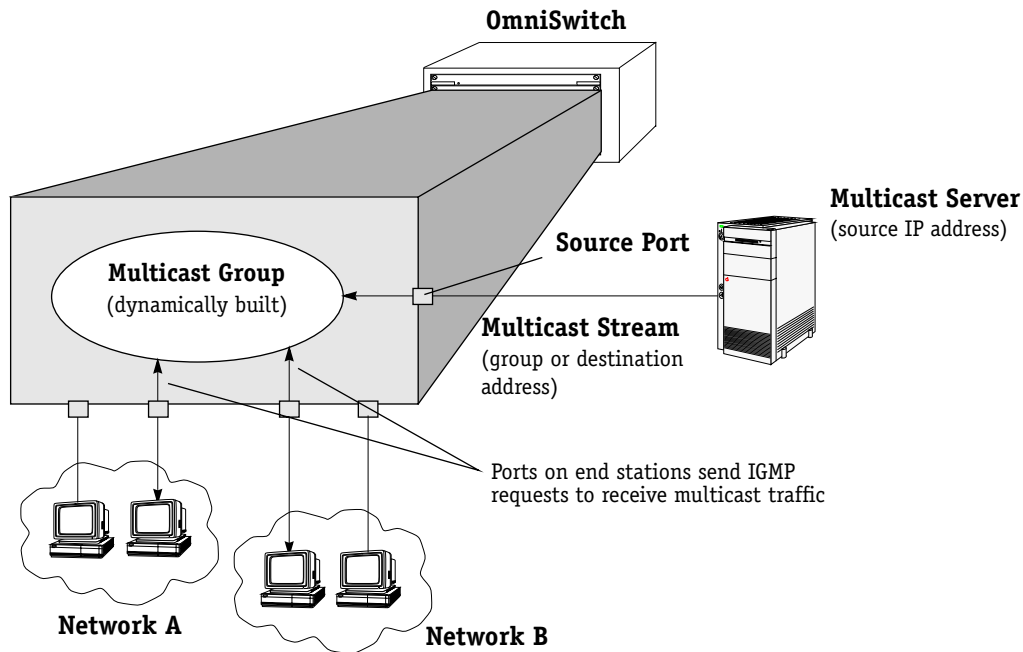 OmniSwitch
Multicast Server
(source IP address)
Source Port
Multicast Group
(dynamically built)
Multicast Stream
(group or destination
address)
Ports on end stations send IGMP
requests to receive multicast traffic
Network A
Network B